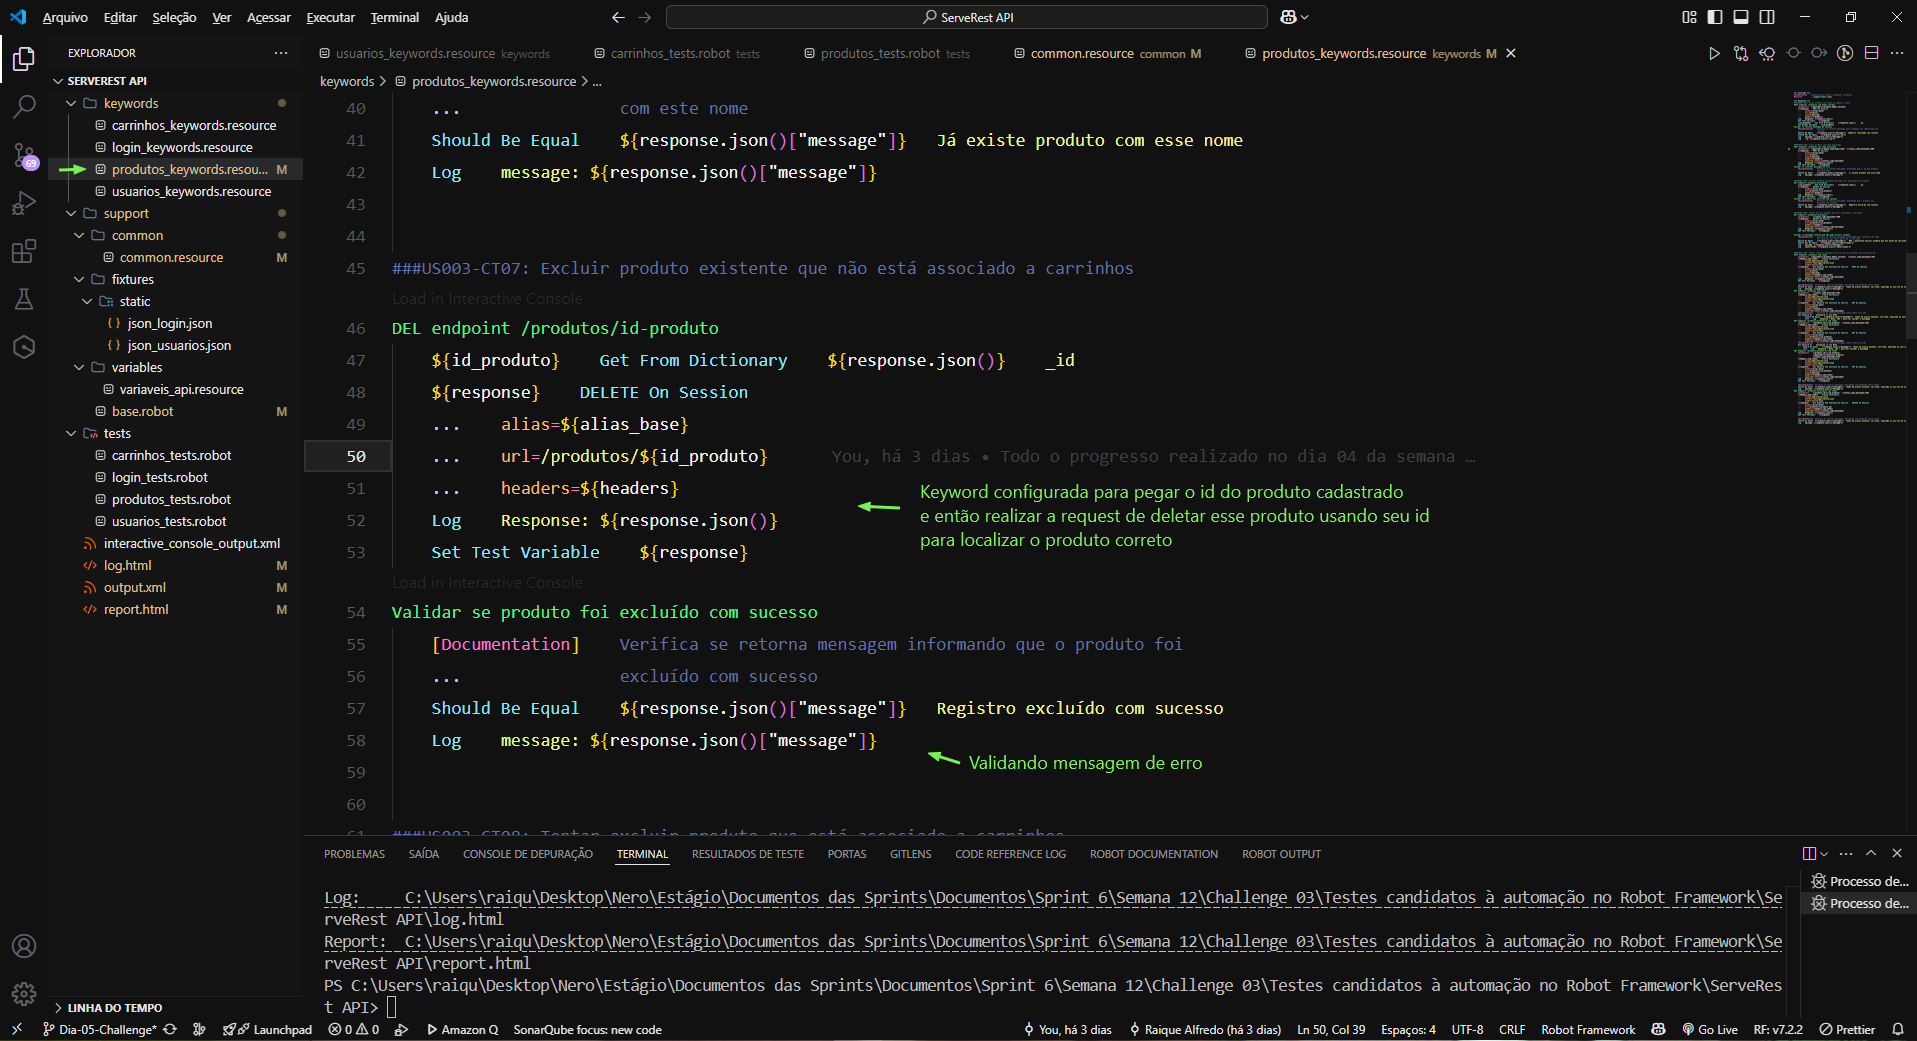 Arquivo Editar Seleção Ver Acessar Executar Terminal Ajuda
ServeRest API
EXPLORADOR
SERVEREST API
keywords
carrinhos_keywords.resource
login_keywords.resource
produtos_keywords.resou... M
usuarios_keywords.resource
support
common
common.resource M
fixtures
static
json_login.json
json_usuarios.json
variables
variaveis_api.resource
base.robot M
tests
carrinhos_tests.robot
login_tests.robot
produtos_tests.robot
usuarios_tests.robot
interactive_console_output.xml
log.html M
output.xml M
report.html M
LINHA DO TEMPO
69
usuarios_keywords.resource keywords carrinhos_tests.robot tests produtos_tests.robot tests common.resource common M produtos_keywords.resource keywords M
keywords > produtos_keywords.resource > ...
40 ... com este nome
41 Should Be Equal ${response.json()["message"]} Já existe produto com esse nome
42 Log message: ${response.json()["message"]}
43
44
45 ###US003-CT07: Excluir produto existente que não está associado a carrinhos
Load in Interactive Console
46 DEL endpoint /produtos/id-produto
47 ${id_produto} Get From Dictionary ${response.json()} _id
48 ${response} DELETE On Session
49 ... alias=${alias_base}
50 ... url=/produtos/${id_produto} You, há 3 dias • Todo o progresso realizado no dia 04 da semana …
51 ... headers=${headers}
52 Log Response: ${response.json()}
53 Set Test Variable ${response}
Keyword configurada para pegar o id do produto cadastrado
e então realizar a request de deletar esse produto usando seu id
para localizar o produto correto
Load in Interactive Console
54 Validar se produto foi excluído com sucesso
55 [Documentation] Verifica se retorna mensagem informando que o produto foi
56 ... excluído com sucesso
57 Should Be Equal ${response.json()["message"]} Registro excluído com sucesso
58 Log message: ${response.json()["message"]}
Validando mensagem de erro
59
60
61 ###US003-CT08: Tentar excluir produto que está associado a carrinhos
PROBLEMAS SAÍDA CONSOLE DE DEPURAÇÃO TERMINAL RESULTADOS DE TESTE PORTAS GITLENS CODE REFERENCE LOG ROBOT DOCUMENTATION ROBOT OUTPUT
Log: C:\Users\raiqu\Desktop\Nero\Estágio\Documentos das Sprints\Documentos\Sprint 6\Semana 12\Challenge 03\Testes candidatos à automação no Robot Framework\Se
rveRest API\log.html
Report: C:\Users\raiqu\Desktop\Nero\Estágio\Documentos das Sprints\Documentos\Sprint 6\Semana 12\Challenge 03\Testes candidatos à automação no Robot Framework\Se
rveRest API\report.html
PS C:\Users\raiqu\Desktop\Nero\Estágio\Documentos das Sprints\Documentos\Sprint 6\Semana 12\Challenge 03\Testes candidatos à automação no Robot Framework\ServeRes
t API>
Processo de...
Processo de...
Dia-05-Challenge* Launchpad 0 0 Amazon Q SonarQube focus: new code You, há 3 dias Raique Alfredo (há 3 dias) Ln 50, Col 39 Espaços: 4 UTF-8 CRLF Robot Framework Go Live RF: v7.2.2 Prettier